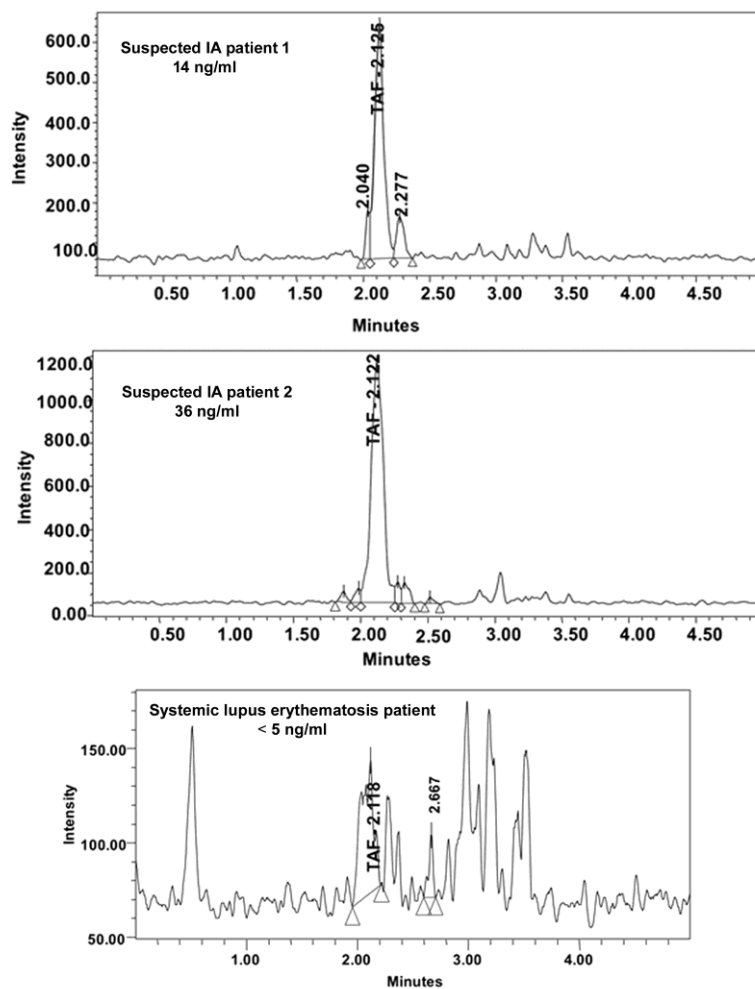 Suspected IA patient 1
14 ng/ml
Intensity
600.0
500.0
400.0
300.0
200.0
100.0
2.040
TAF - 2.125
2.277
0.50 1.00 1.50 2.00 2.50 3.00 3.50 4.00 4.50
Minutes
Suspected IA patient 2
36 ng/ml
Intensity
1200.0
1000.0
800.0
600.0
400.0
200.0
0.00
TAF - 2.122
0.50 1.00 1.50 2.00 2.50 3.00 3.50 4.00 4.50
Minutes
Systemic lupus erythematosis patient
< 5 ng/ml
Intensity
150.00
100.00
50.00
TAF - 2.118
2.667
1.00 2.00 3.00 4.00
Minutes